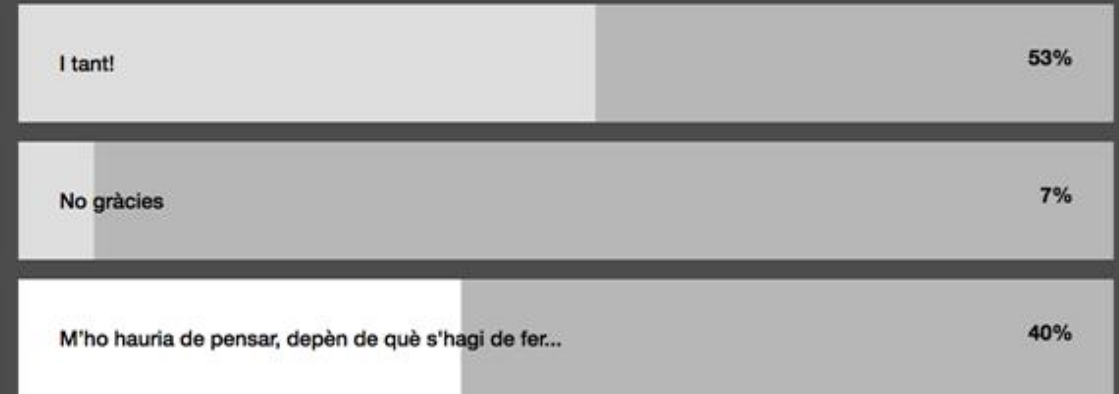 I tant! 53%
No gràcies 7%
M'ho hauria de pensar, depèn de què s'hagi de fer... 40%